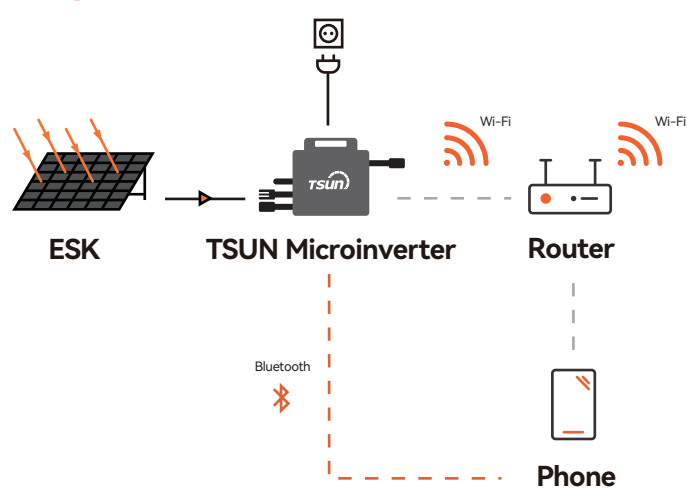 Wi-Fi
Wi-Fi
TSUN
ESK
TSUN Microinverter
Router
Bluetooth
Phone